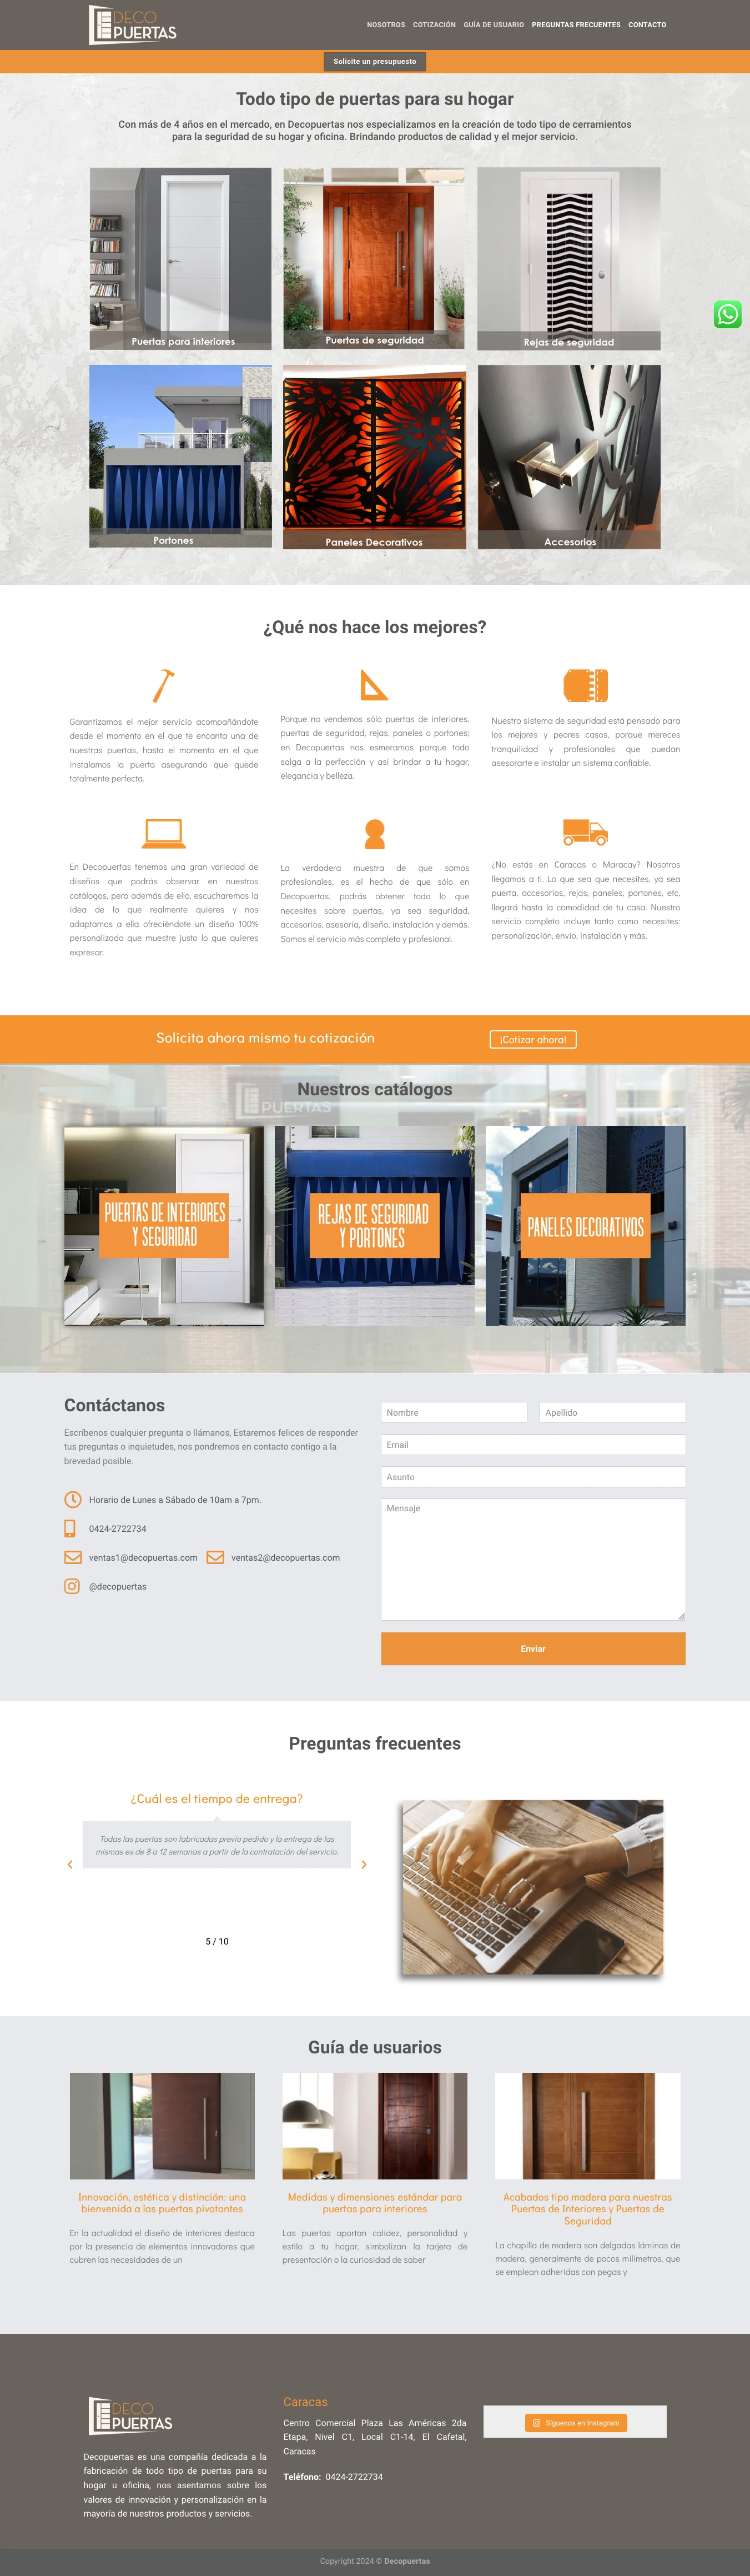 DECO
PUERTAS
NOSOTROS COTIZACIÓN GUÍA DE USUARIO PREGUNTAS FRECUENTES CONTACTO
Solicite un presupuesto
Todo tipo de puertas para su hogar
Con más de 4 años en el mercado, en Decopuertas nos especializamos en la creación de todo tipo de cerramientos
para la seguridad de su hogar y oficina. Brindando productos de calidad y el mejor servicio.
Puertas para interiores
Puertas de seguridad
Rejas de seguridad
Portones
Paneles Decorativos
Accesorios
¿Qué nos hace los mejores?
Garantizamos el mejor servicio acompañándote
desde el momento en el que te encanta una de
nuestras puertas, hasta el momento en el que
instalamos la puerta asegurando que quede
totalmente perfecta.
Porque no vendemos sólo puertas de interiores,
puertas de seguridad, rejas, paneles o portones;
en Decopuertas nos esmeramos porque todo
salga a la perfección y así brindar a tu hogar,
elegancia y belleza.
Nuestro sistema de seguridad está pensado para
los mejores y peores casos, porque mereces
tranquilidad y profesionales que puedan
asesorarte e instalar un sistema confiable.
En Decopuertas tenemos una gran variedad de
diseños que podrás observar en nuestros
catálogos, pero además de ello, escucharemos la
idea de lo que realmente quieres y nos
adaptamos a ella ofreciéndote un diseño 100%
personalizado que muestre justo lo que quieres
expresar.
La verdadera muestra de que somos
profesionales, es el hecho de que sólo en
Decopuertas, podrás obtener todo lo que
necesites sobre puertas, ya sea seguridad,
accesorios, asesoría, diseño, instalación y demás.
Somos el servicio más completo y profesional.
¿No estás en Caracas o Maracay? Nosotros
llegamos a ti. Lo que sea que necesites, ya sea
puerta, accesorios, rejas, paneles, portones, etc,
llegará hasta la comodidad de tu casa. Nuestro
servicio completo incluye tanto como necesites:
personalización, envío, instalación y más.
Solicita ahora mismo tu cotización
¡Cotizar ahora!
Nuestros catálogos
PUERTAS
PUERTAS DE INTERIORES
Y SEGURIDAD
REJAS DE SEGURIDAD
Y PORTONES
PANELES DECORATIVOS
Contáctanos
Escríbenos cualquier pregunta o llámanos, Estaremos felices de responder
tus preguntas o inquietudes, nos pondremos en contacto contigo a la
brevedad posible.
Horario de Lunes a Sábado de 10am a 7pm.
0424-2722734
ventas1@decopuertas.com ventas2@decopuertas.com
@decopuertas
Nombre Apellido
Email
Asunto
Mensaje
Enviar
Preguntas frecuentes
¿Cuál es el tiempo de entrega?
Todas las puertas son fabricadas previo pedido y la entrega de las
mismas es de 8 a 12 semanas a partir de la contratación del servicio.
5 / 10
Guía de usuarios
Innovación, estética y distinción: una
bienvenida a las puertas pivotantes
En la actualidad el diseño de interiores destaca
por la presencia de elementos innovadores que
cubren las necesidades de un
Medidas y dimensiones estándar para
puertas para interiores
Las puertas aportan calidez, personalidad y
estilo a tu hogar, simbolizan la tarjeta de
presentación o la curiosidad de saber
Acabados tipo madera para nuestras
Puertas de Interiores y Puertas de
Seguridad
La chapilla de madera son delgadas láminas de
madera, generalmente de pocos milímetros, que
se emplean adheridas con pegas y
DECO
PUERTAS
Decopuertas es una compañía dedicada a la
fabricación de todo tipo de puertas para su
hogar u oficina, nos asentamos sobre los
valores de innovación y personalización en la
mayoría de nuestros productos y servicios.
Caracas
Centro Comercial Plaza Las Américas 2da
Etapa, Nivel C1, Local C1-14, El Cafetal,
Caracas
Teléfono: 0424-2722734
Síguenos en Instagram
Copyright 2024 © Decopuertas